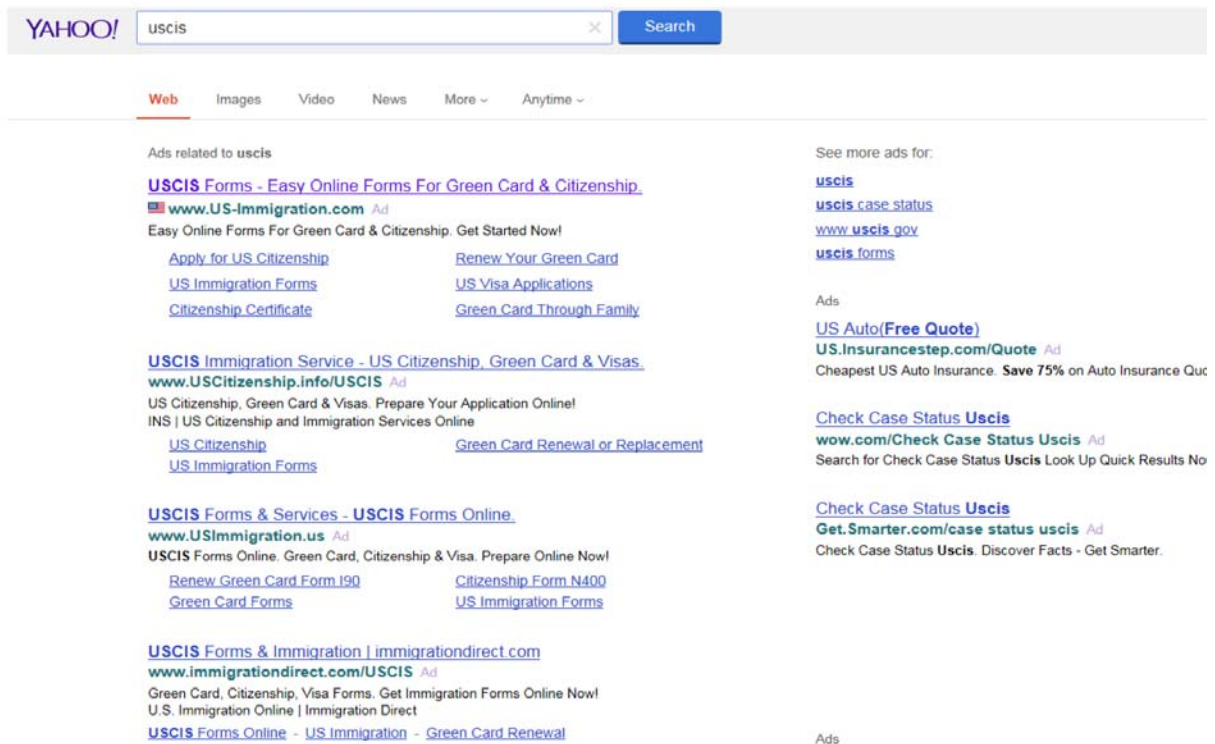 YAHOO!
uscis
Search
Web Images Video News More Anytime
Ads related to uscis
USCIS Forms - Easy Online Forms For Green Card & Citizenship.
www.US-Immigration.com Ad
Easy Online Forms For Green Card & Citizenship. Get Started Now!
Apply for US Citizenship Renew Your Green Card
US Immigration Forms US Visa Applications
Citizenship Certificate Green Card Through Family
USCIS Immigration Service - US Citizenship, Green Card & Visas.
www.USCitizenship.info/USCIS Ad
US Citizenship, Green Card & Visas. Prepare Your Application Online!
INS | US Citizenship and Immigration Services Online
US Citizenship Green Card Renewal or Replacement
US Immigration Forms
USCIS Forms & Services - USCIS Forms Online.
www.USImmigration.us Ad
USCIS Forms Online. Green Card, Citizenship & Visa. Prepare Online Now!
Renew Green Card Form I90 Citizenship Form N400
Green Card Forms US Immigration Forms
USCIS Forms & Immigration | immigrationdirect.com
www.immigrationdirect.com/USCIS Ad
Green Card, Citizenship, Visa Forms. Get Immigration Forms Online Now!
U.S. Immigration Online | Immigration Direct
USCIS Forms Online - US Immigration - Green Card Renewal
See more ads for:
uscis
uscis case status
www uscis gov
uscis forms
Ads
US Auto(Free Quote)
US.Insurancestep.com/Quote Ad
Cheapest US Auto Insurance. Save 75% on Auto Insurance
Check Case Status Uscis
wow.com/Check Case Status Uscis Ad
Search for Check Case Status Uscis Look Up Quick Results
Check Case Status Uscis
Get.Smarter.com/case status uscis Ad
Check Case Status Uscis. Discover Facts - Get Smarter.
Ads